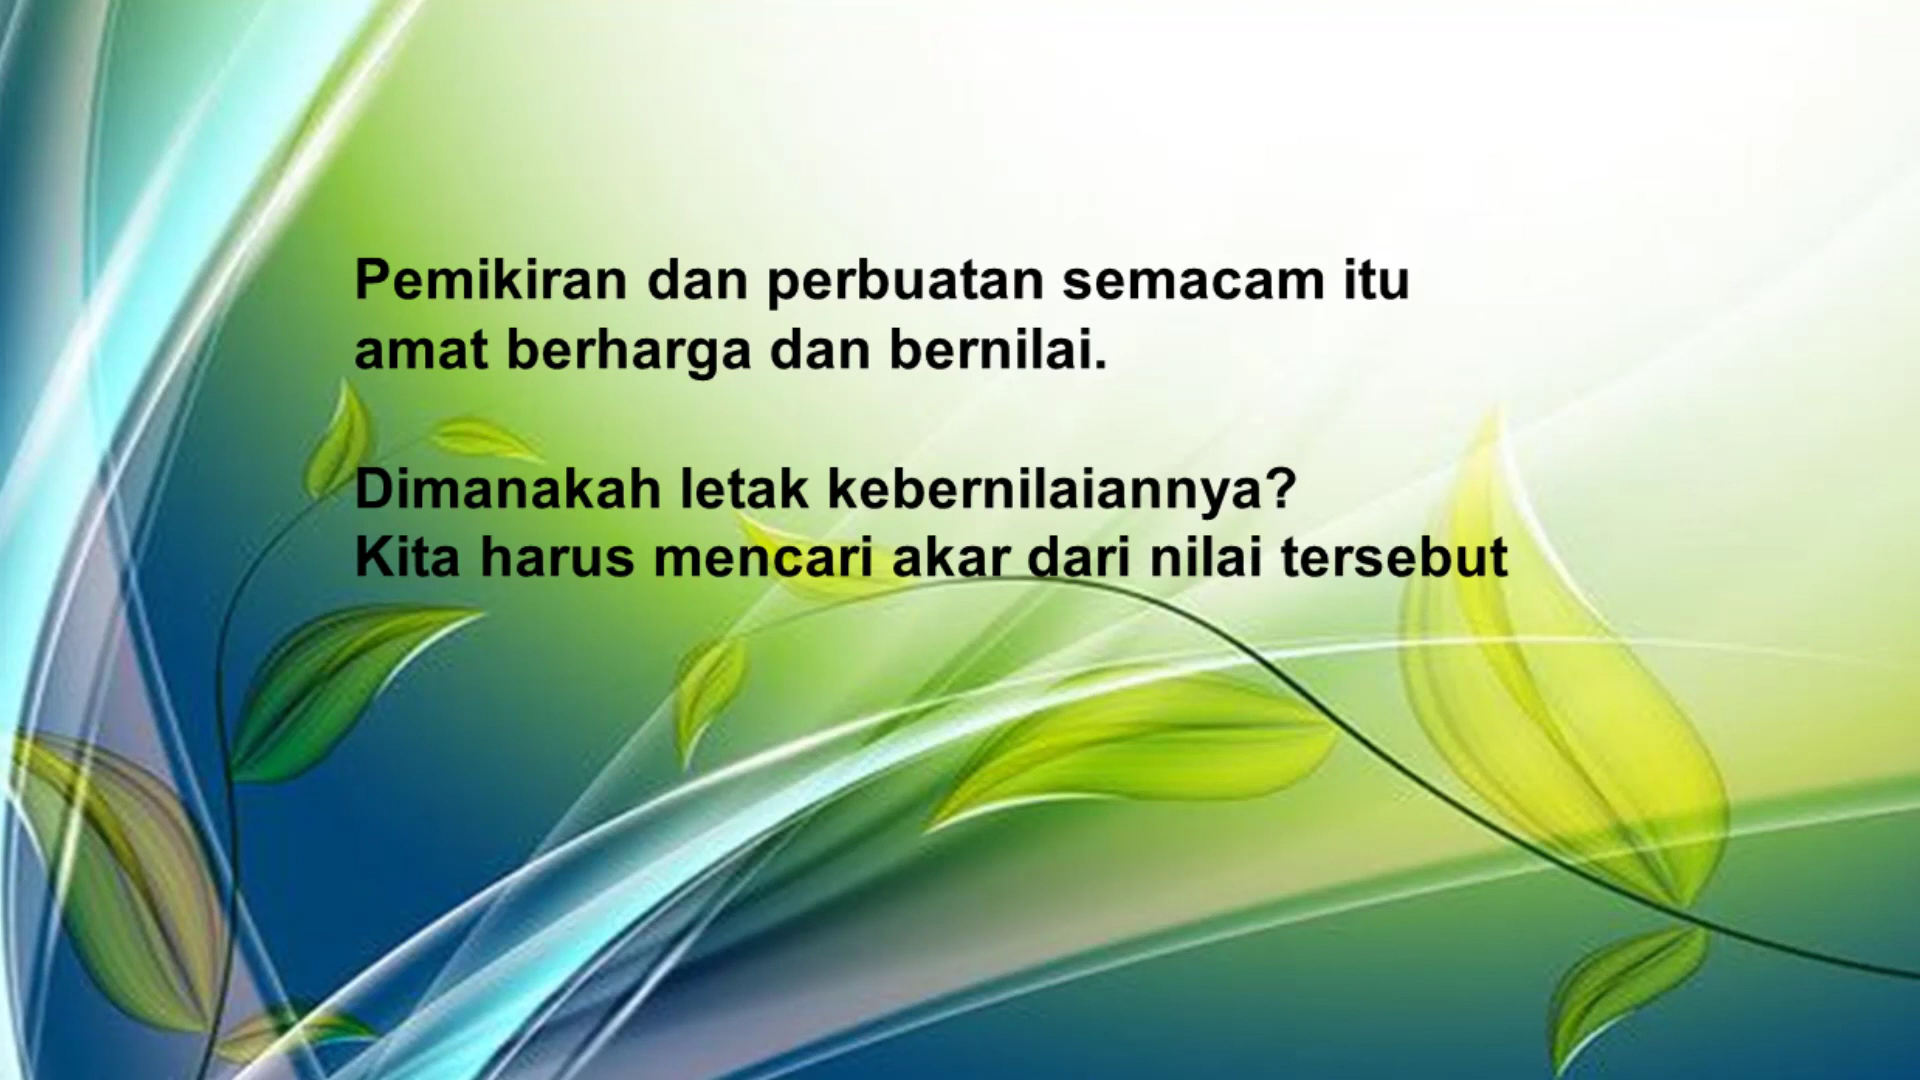 Pemikiran dan perbuatan semacam itu
amat berharga dan bernilai.
Dimanakah letak kebernilaiannya?
Kita harus mencari akar dari nilai tersebut